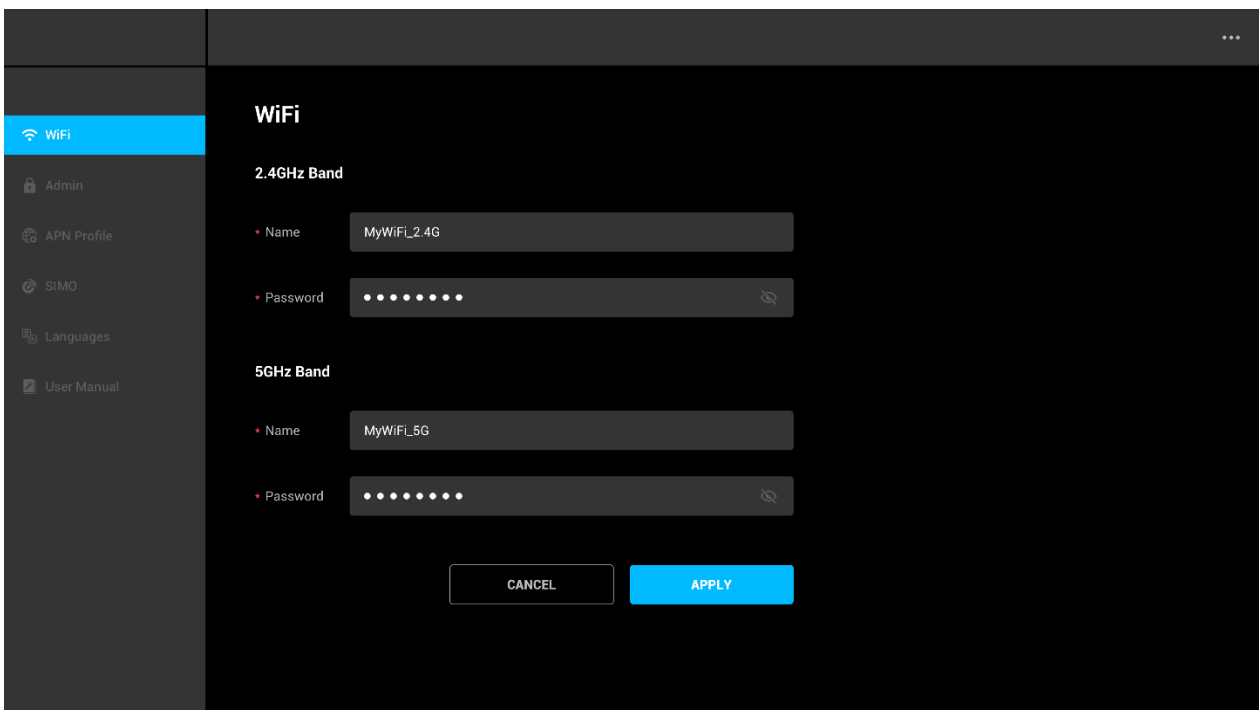 WiFi
Admin
APN Profile
SIMO
Languages
User Manual
WiFi
2.4GHz Band
* Name MyWiFi_2.4G
* Password ••••••••
5GHz Band
* Name MyWiFi_5G
* Password ••••••••
CANCEL APPLY